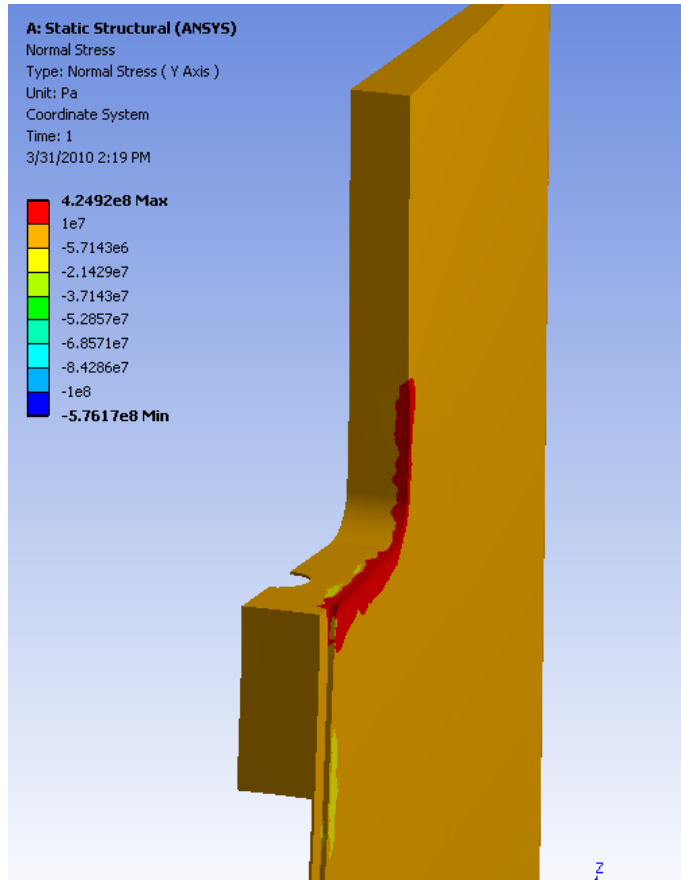 A: Static Structural (ANSYS)
Normal Stress
Type: Normal Stress ( Y Axis )
Unit: Pa
Coordinate System
Time: 1
3/31/2010 2:19 PM
4.2492e8 Max
1e7
-5.7143e6
-2.1429e7
-3.7143e7
-5.2857e7
-6.8571e7
-8.4286e7
-1e8
-5.7617e8 Min
Z